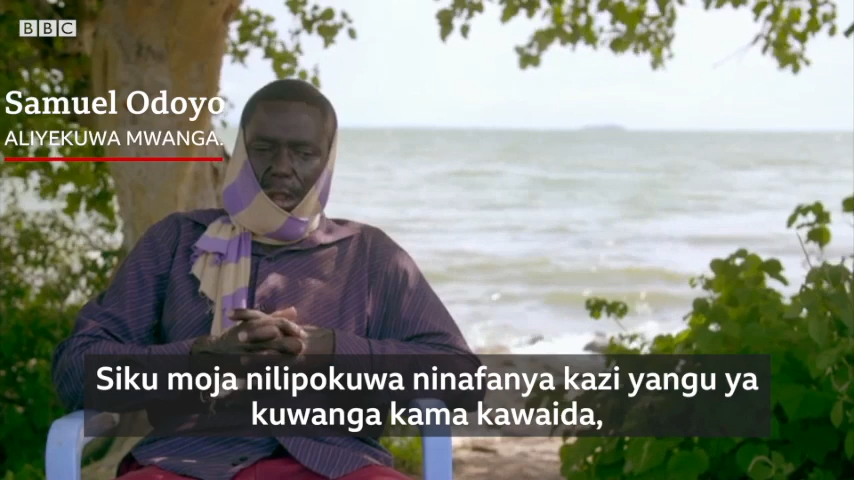 BBC
Samuel Odoyo
ALIYEKUWA MWANGA.
Siku moja nilipokuwa ninafanya kazi yangu ya
kuwanga kama kawaida,